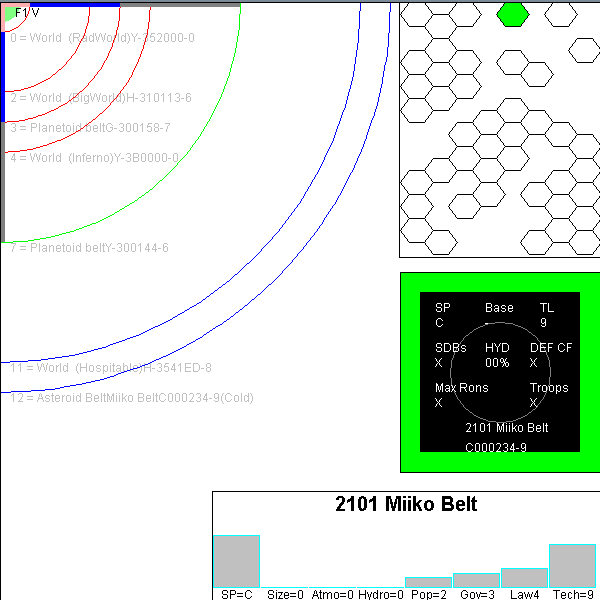 F1 V
0 = World  (RadWorld)Y-352000-0
2 = World  (BigWorld)H-310113-6
3 = Planetoid beltG-300158-7
4 = World  (Inferno)Y-3B0000-0
7 = Planetoid beltY-300144-6
11 = World  (Hospitable)H-3541ED-8
12 = Asteroid BeltMiiko BeltC000234-9(Cold)
SP Base TL
C - 9
SDBs HYD DEF CF
X 00% X
Max Rons Troops
X X
2101 Miiko Belt
C000234-9
2101 Miiko Belt
SP=C Size=0 Atmo=0 Hydro=0 Pop=2 Gov=3 Law4 Tech=9